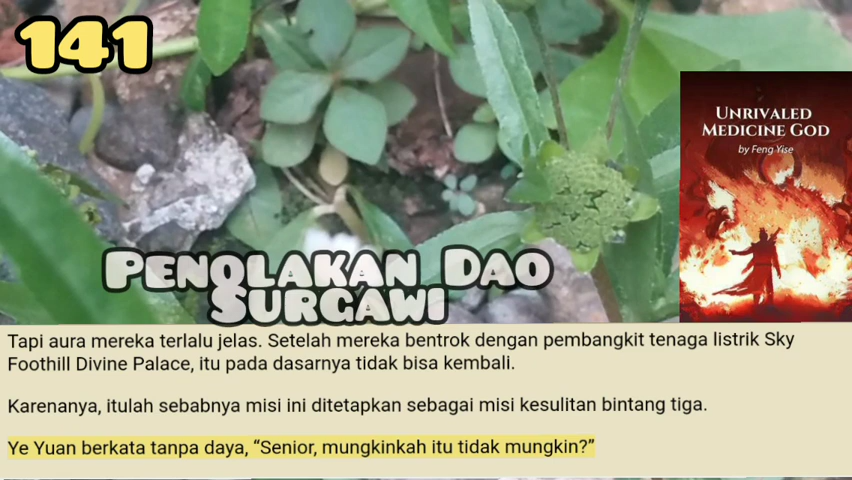 141
UNRIVALED
MEDICINE GOD
by Feng Yise
PENOLAKAN DAO
SURGAWI
Tapi aura mereka terlalu jelas. Setelah mereka bentrok dengan pembangkit tenaga listrik Sky
Foothill Divine Palace, itu pada dasarnya tidak bisa kembali.
Karenanya, itulah sebabnya misi ini ditetapkan sebagai misi kesulitan bintang tiga.
Ye Yuan berkata tanpa daya, “Senior, mungkinkah itu tidak mungkin?”